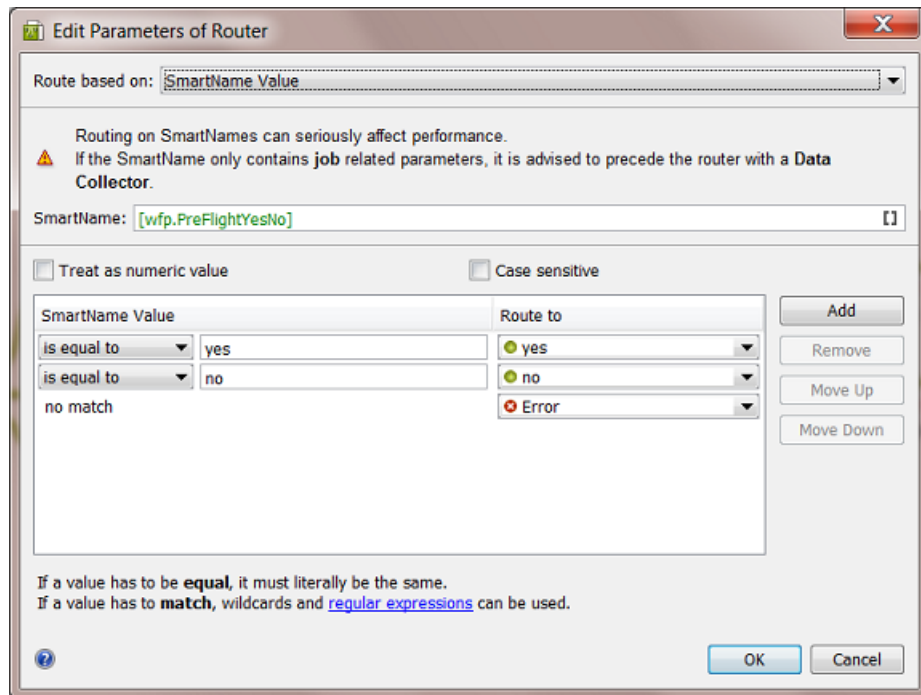 Edit Parameters of Router
Route based on: SmartName Value
Routing on SmartNames can seriously affect performance.
If the SmartName only contains job related parameters, it is advised to precede the router with a Data
Collector.
SmartName: [wfp.PreFlightYesNo] []
Treat as numeric value Case sensitive
SmartName Value Route to Add
is equal to yes yes Remove
is equal to no no Move Up
no match Error Move Down
If a value has to be equal, it must literally be the same.
If a value has to match, wildcards and regular expressions can be used.
? OK Cancel